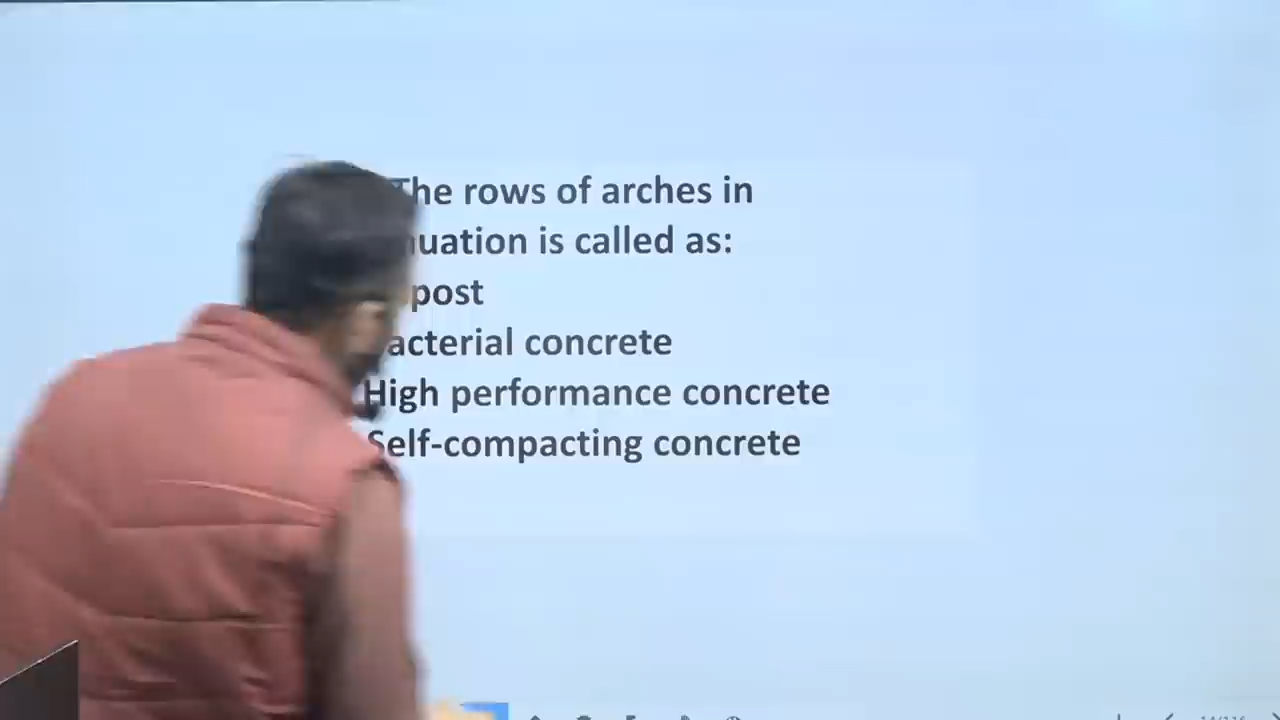 The rows of arches in
nuation is called as:
post
acterial concrete
High performance concrete
Self-compacting concrete